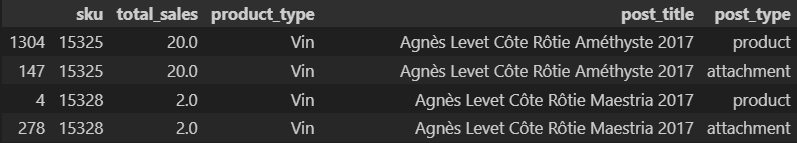 sku total_sales product_type post_title post_type
1304 15325 20.0 Vin Agnès Levet Côte Rôtie Améthyste 2017 product
147 15325 20.0 Vin Agnès Levet Côte Rôtie Améthyste 2017 attachment
4 15328 2.0 Vin Agnès Levet Côte Rôtie Maestria 2017 product
278 15328 2.0 Vin Agnès Levet Côte Rôtie Maestria 2017 attachment